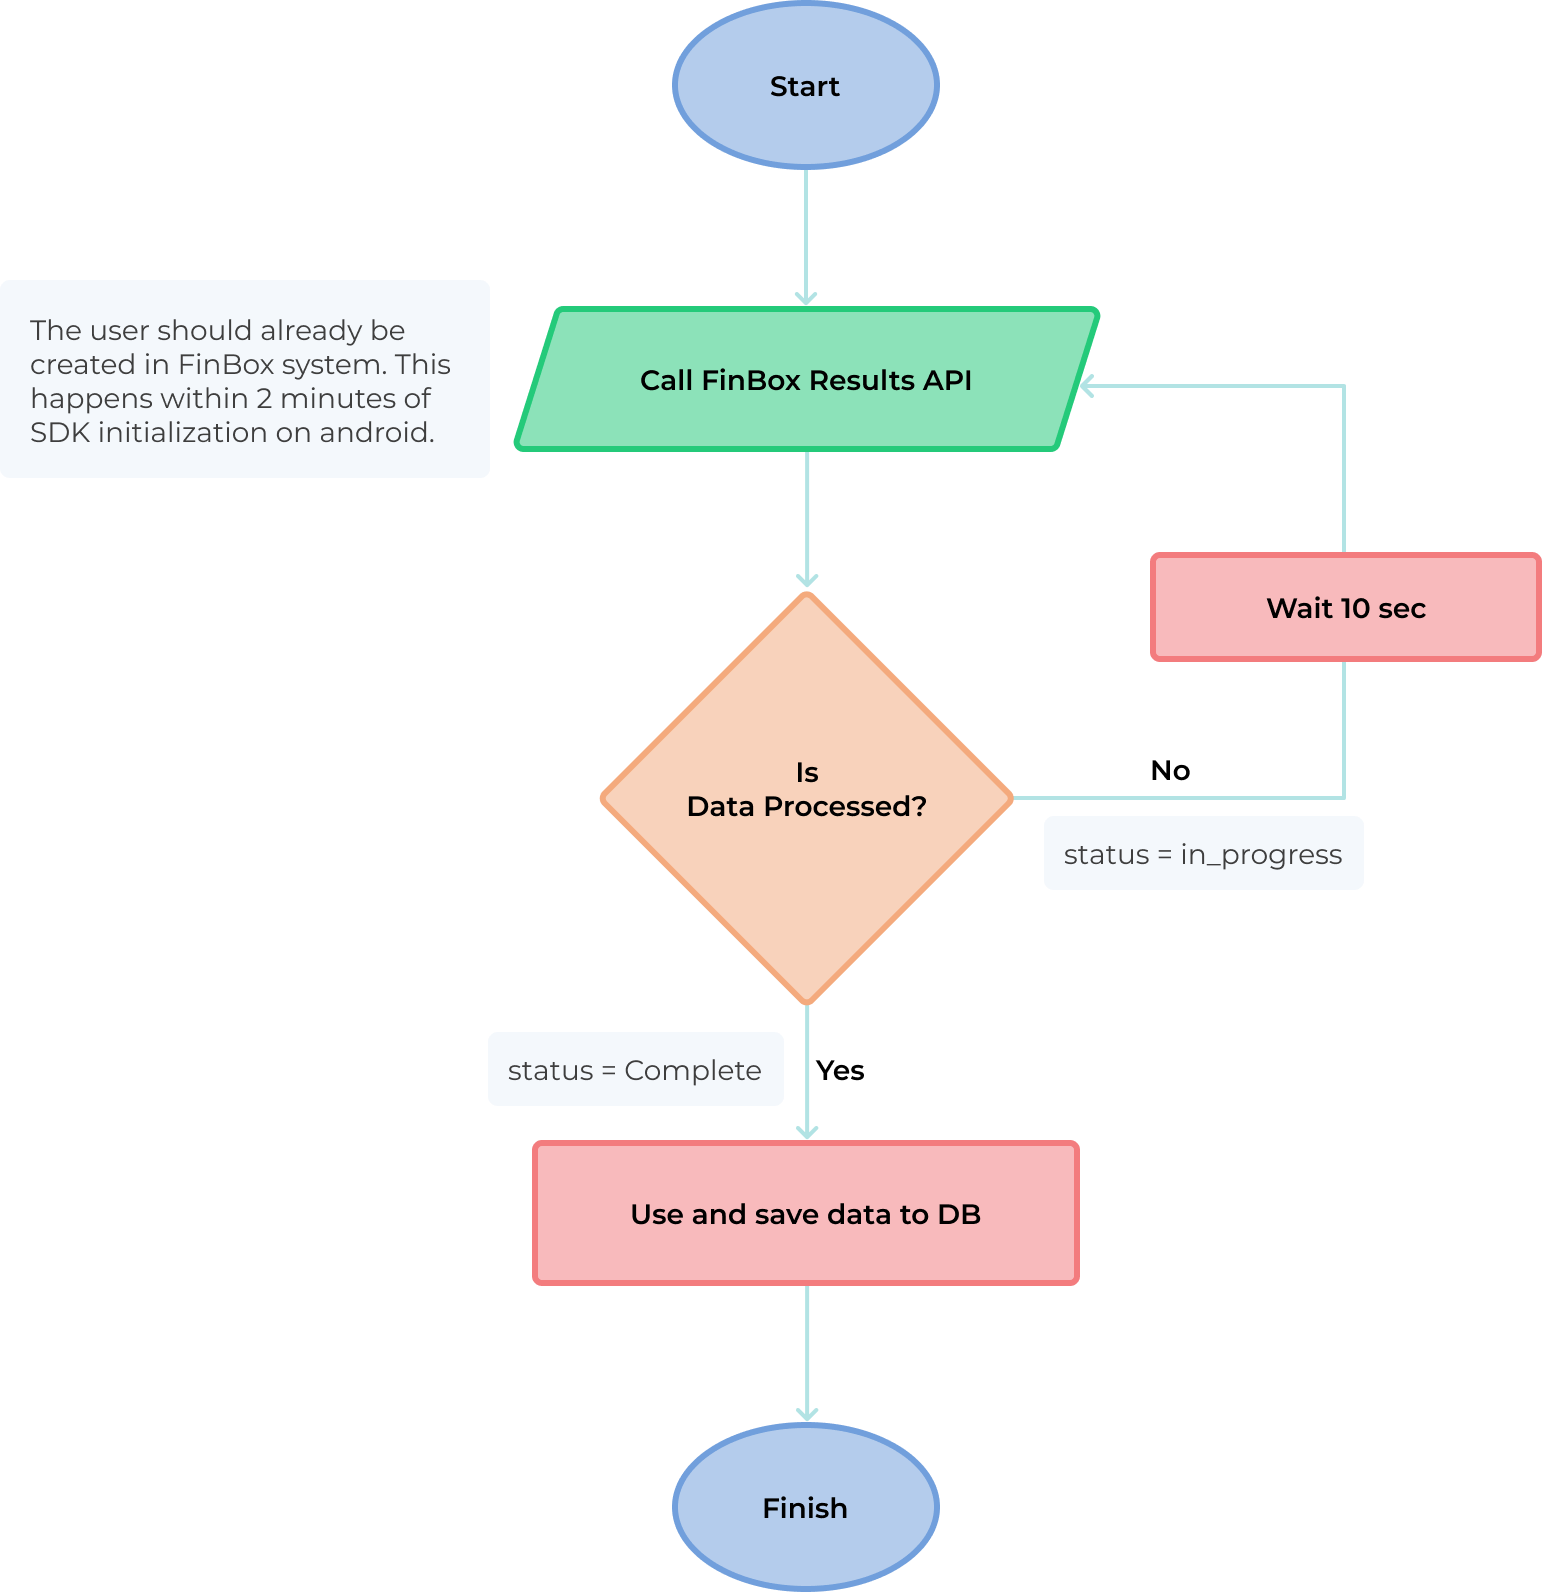 Start
The user should already be
created in FinBox system. This
happens within 2 minutes of
SDK initialization on android.
Call FinBox Results API
Wait 10 sec
Is
Data Processed?
No
status = in_progress
status = Complete
Yes
Use and save data to DB
Finish